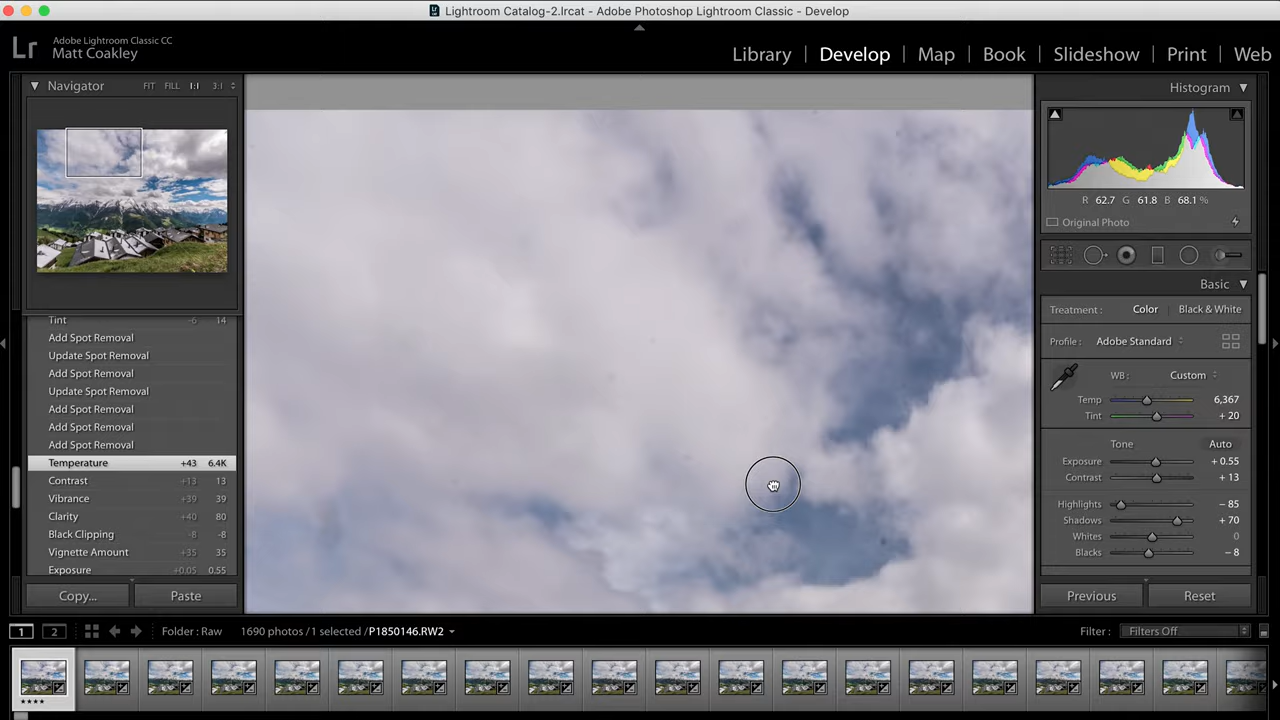 Lightroom Catalog-2.lrcat - Adobe Photoshop Lightroom Classic - Develop
Lr
Adobe Lightroom Classic CC
Matt Coakley
Library | Develop | Map | Book | Slideshow | Print | Web
Navigator FIT FILL 1:1 3:1
Histogram
R 62.7 G 61.8 B 68.1 %
Original Photo
Basic
Treatment : Color | Black & White
Profile : Adobe Standard
WB : Custom
Temp 6,367
Tint + 20
Tone Auto
Exposure + 0.55
Contrast + 13
Highlights − 85
Shadows + 70
Whites 0
Blacks − 8
Tint -6 14
Add Spot Removal
Update Spot Removal
Add Spot Removal
Update Spot Removal
Add Spot Removal
Add Spot Removal
Add Spot Removal
Temperature +43 6.4K
Contrast +13 13
Vibrance +39 39
Clarity +40 80
Black Clipping -8 -8
Vignette Amount +35 35
Exposure +0.05 0.55
Copy... Paste
Previous Reset
1 2 Folder : Raw 1690 photos / 1 selected / P1850146.RW2 Filter : Filters Off
★★★★